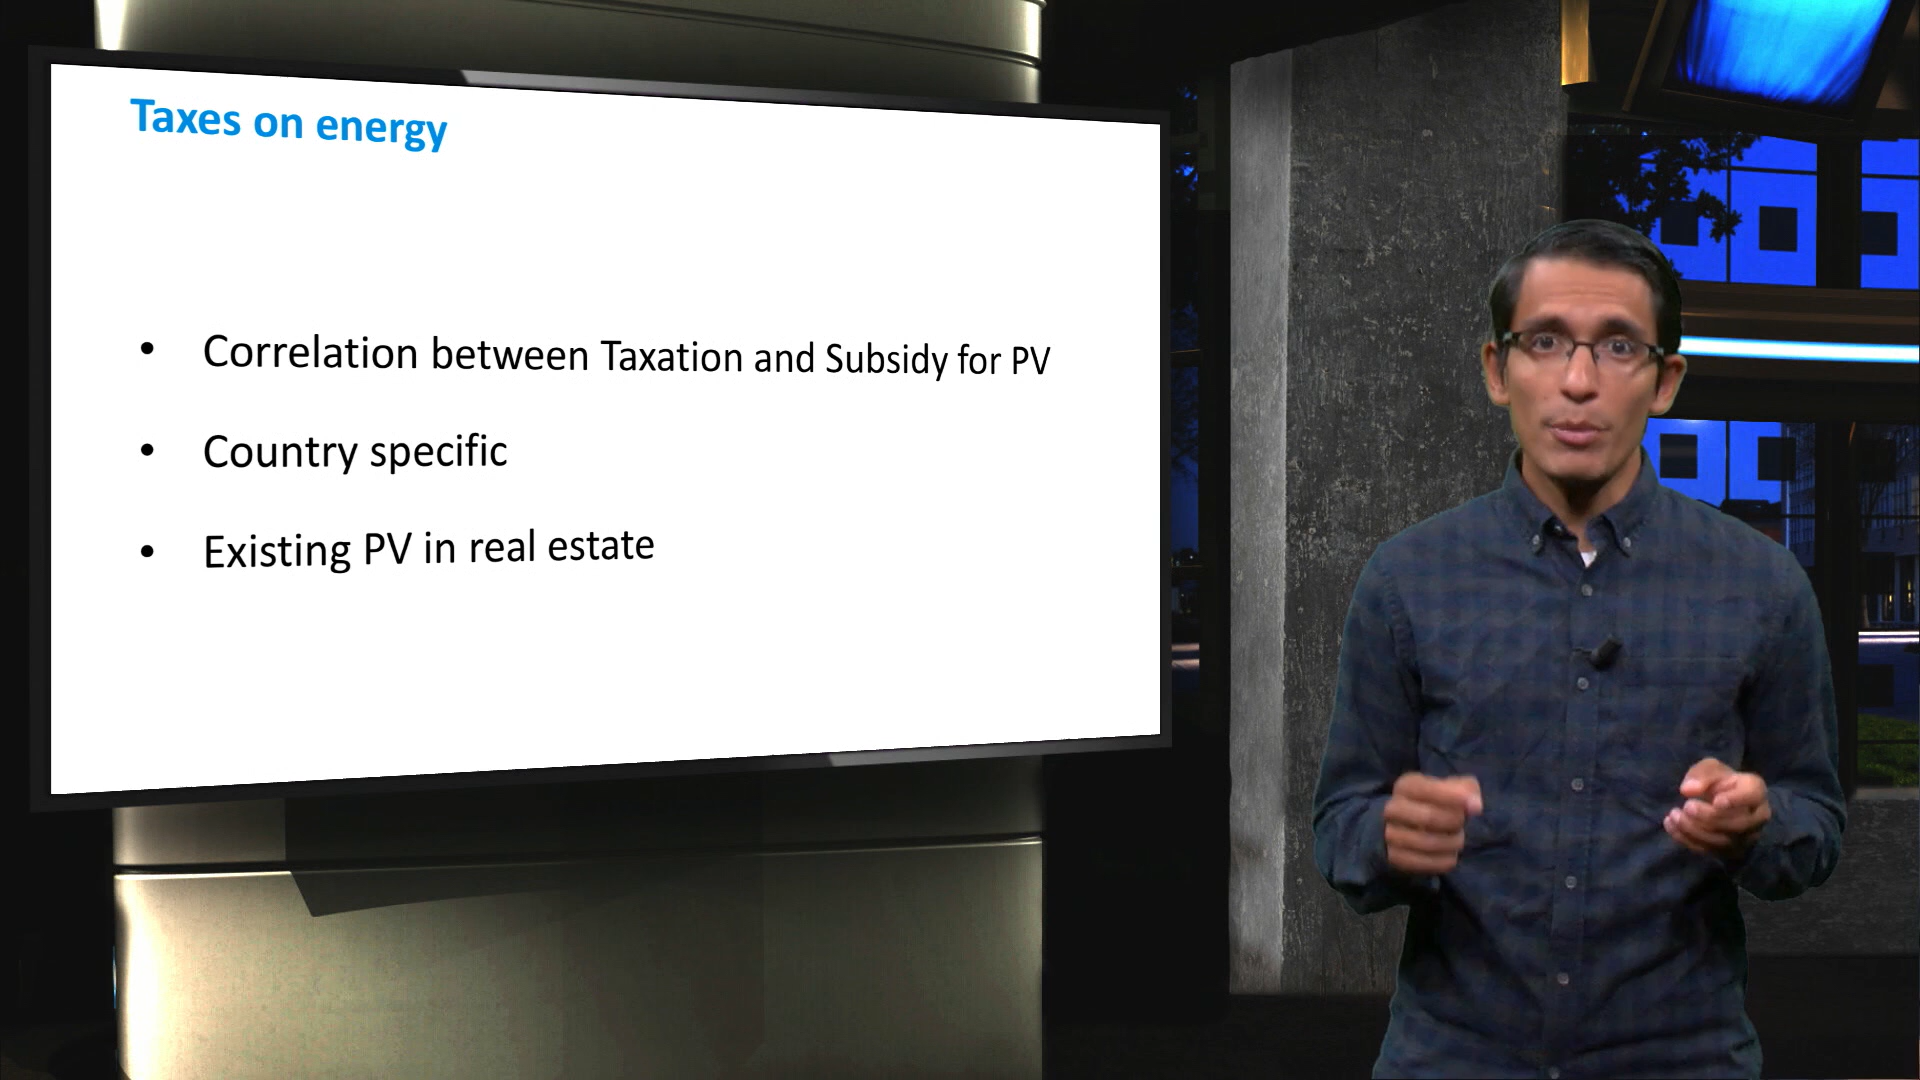 Taxes on energy
• Correlation between Taxation and Subsidy for PV
• Country specific
• Existing PV in real estate